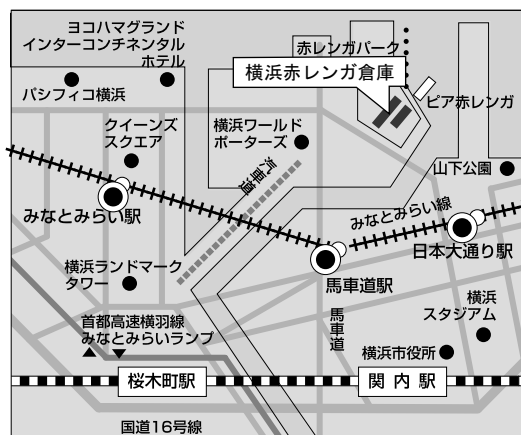 ヨコハマグランド
インターコンチネンタル
ホテル
パシフィコ横浜
赤レンガパーク
横浜赤レンガ倉庫
ピア赤レンガ
クイーンズ
スクエア
横浜ワールド
ポーターズ
汽車道
山下公園
みなとみらい駅
みなとみらい線
日本大通り駅
横浜ランドマーク
タワー
馬車道駅
馬車道
横浜
スタジアム
首都高速横羽線
みなとみらいランプ
横浜市役所
桜木町駅
関内駅
国道16号線